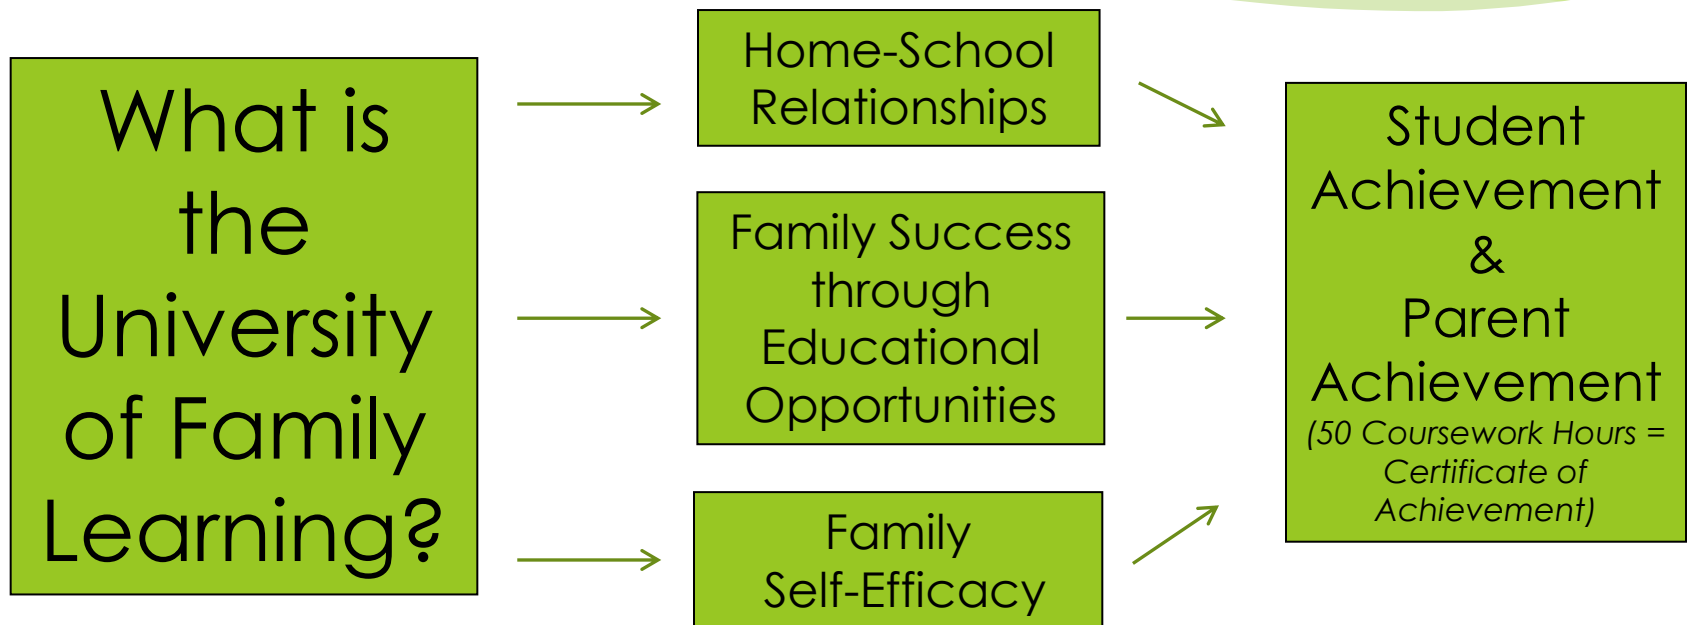 What is
the
University
of Family
Learning?
Home-School
Relationships
Family Success
through
Educational
Opportunities
Family
Self-Efficacy
Student
Achievement
&
Parent
Achievement
(50 Coursework Hours =
Certificate of
Achievement)